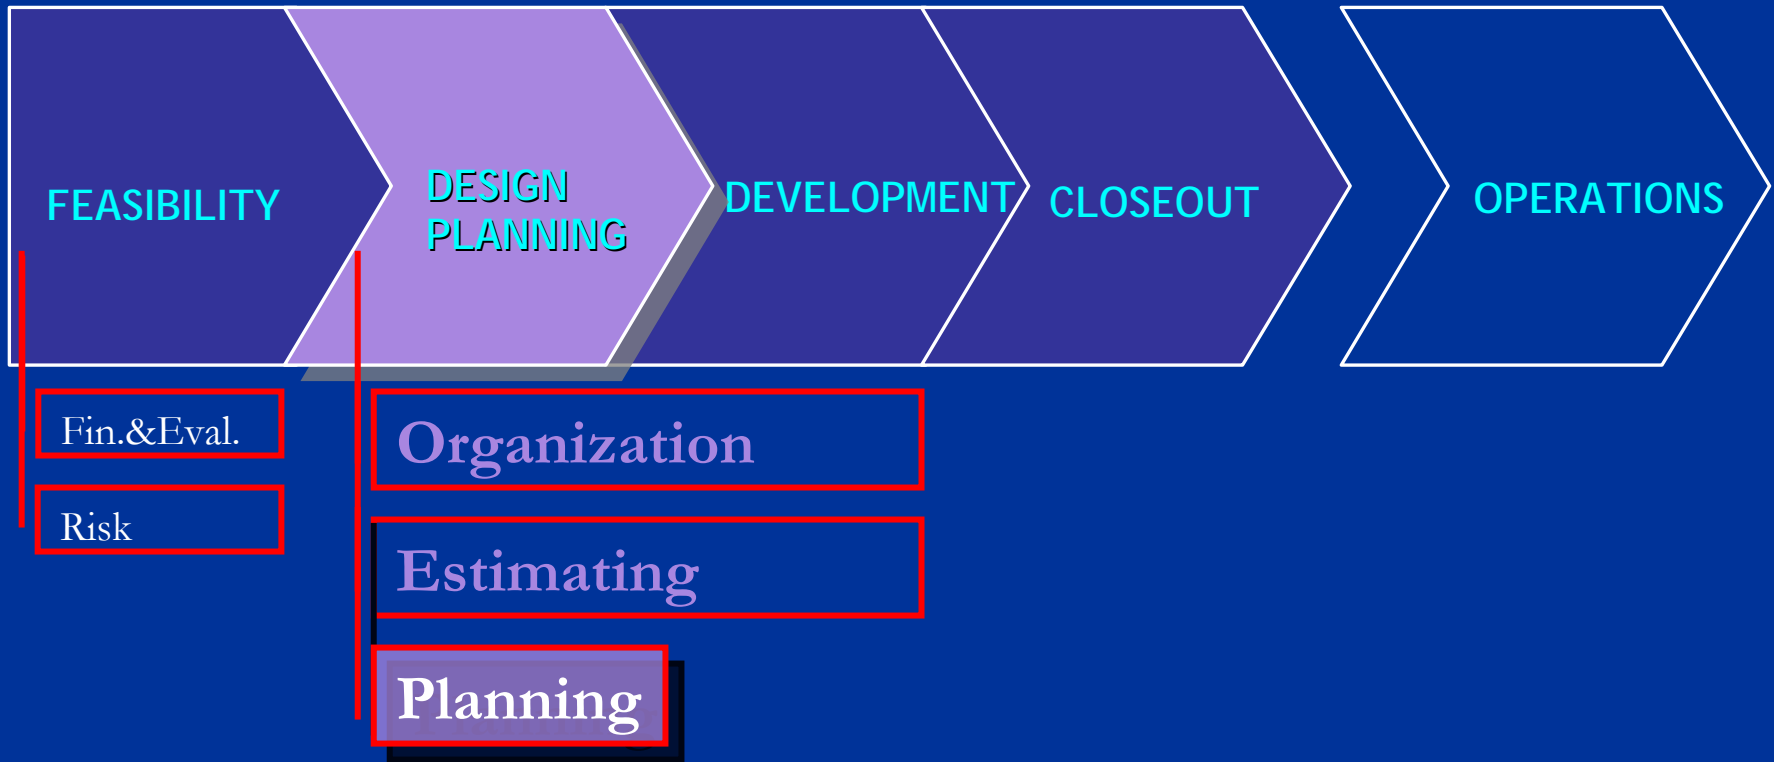 FEASIBILITY
DESIGN
PLANNING
DEVELOPMENT
CLOSEOUT
OPERATIONS
Fin.&Eval.
Risk
Organization
Estimating
Planning